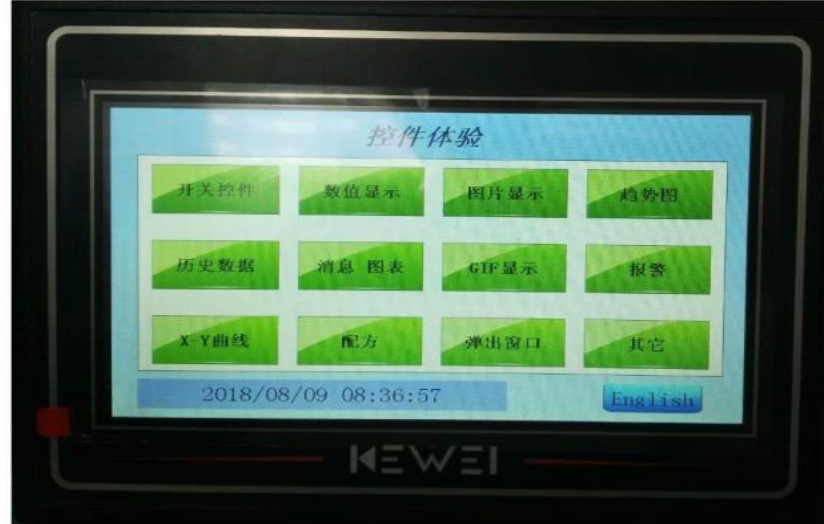 控件体验
开关控件 数值显示 图片显示 趋势图
历史数据 消息 图表 GIF显示 报警
X-Y曲线 配方 弹出窗口 其它
2018/08/09 08:36:57 English
KEWEI